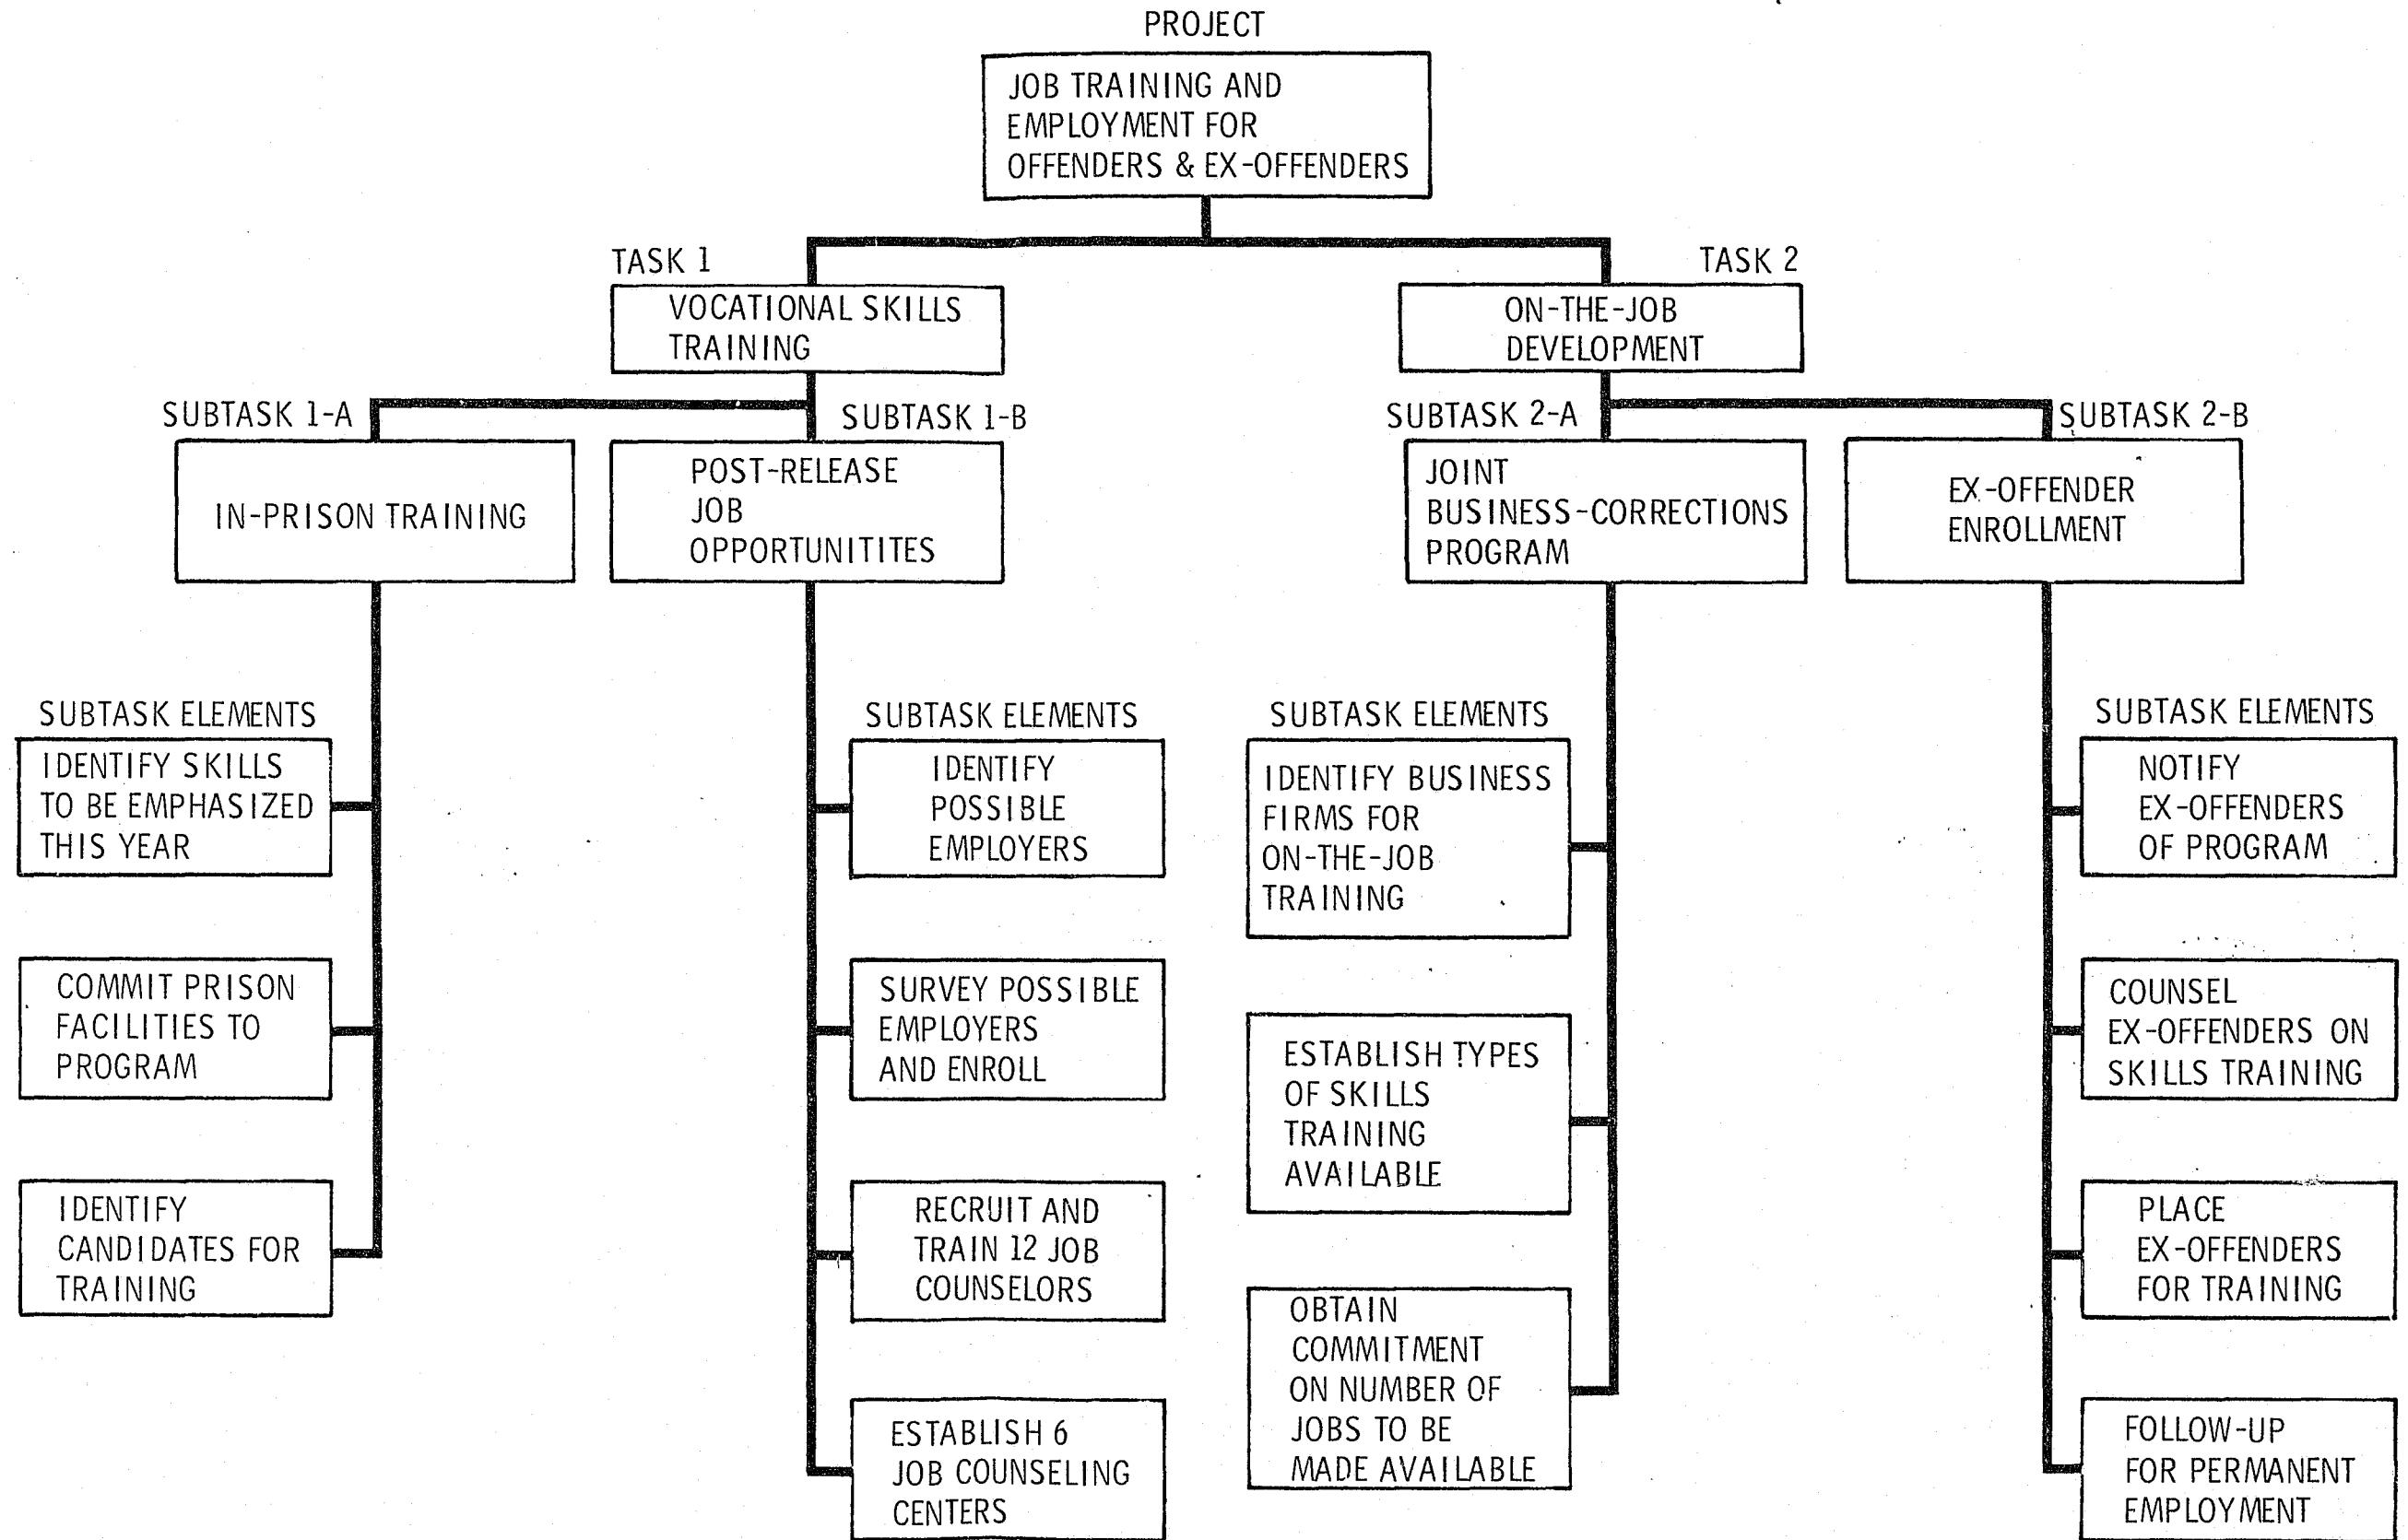 PROJECT
JOB TRAINING AND
EMPLOYMENT FOR
OFFENDERS & EX-OFFENDERS
TASK 1
VOCATIONAL SKILLS
TRAINING
TASK 2
ON-THE-JOB
DEVELOPMENT
SUBTASK 1-A
IN-PRISON TRAINING
SUBTASK 1-B
POST-RELEASE
JOB
OPPORTUNITITES
SUBTASK 2-A
JOINT
BUSINESS-CORRECTIONS
PROGRAM
SUBTASK 2-B
EX-OFFENDER
ENROLLMENT
SUBTASK ELEMENTS
IDENTIFY SKILLS
TO BE EMPHASIZED
THIS YEAR
COMMIT PRISON
FACILITIES TO
PROGRAM
IDENTIFY
CANDIDATES FOR
TRAINING
SUBTASK ELEMENTS
IDENTIFY
POSSIBLE
EMPLOYERS
SURVEY POSSIBLE
EMPLOYERS
AND ENROLL
RECRUIT AND
TRAIN 12 JOB
COUNSELORS
ESTABLISH 6
JOB COUNSELING
CENTERS
SUBTASK ELEMENTS
IDENTIFY BUSINESS
FIRMS FOR
ON-THE-JOB
TRAINING
ESTABLISH TYPES
OF SKILLS
TRAINING
AVAILABLE
OBTAIN
COMMITMENT
ON NUMBER OF
JOBS TO BE
MADE AVAILABLE
SUBTASK ELEMENTS
NOTIFY
EX-OFFENDERS
OF PROGRAM
COUNSEL
EX-OFFENDERS ON
SKILLS TRAINING
PLACE
EX-OFFENDERS
FOR TRAINING
FOLLOW-UP
FOR PERMANENT
EMPLOYMENT